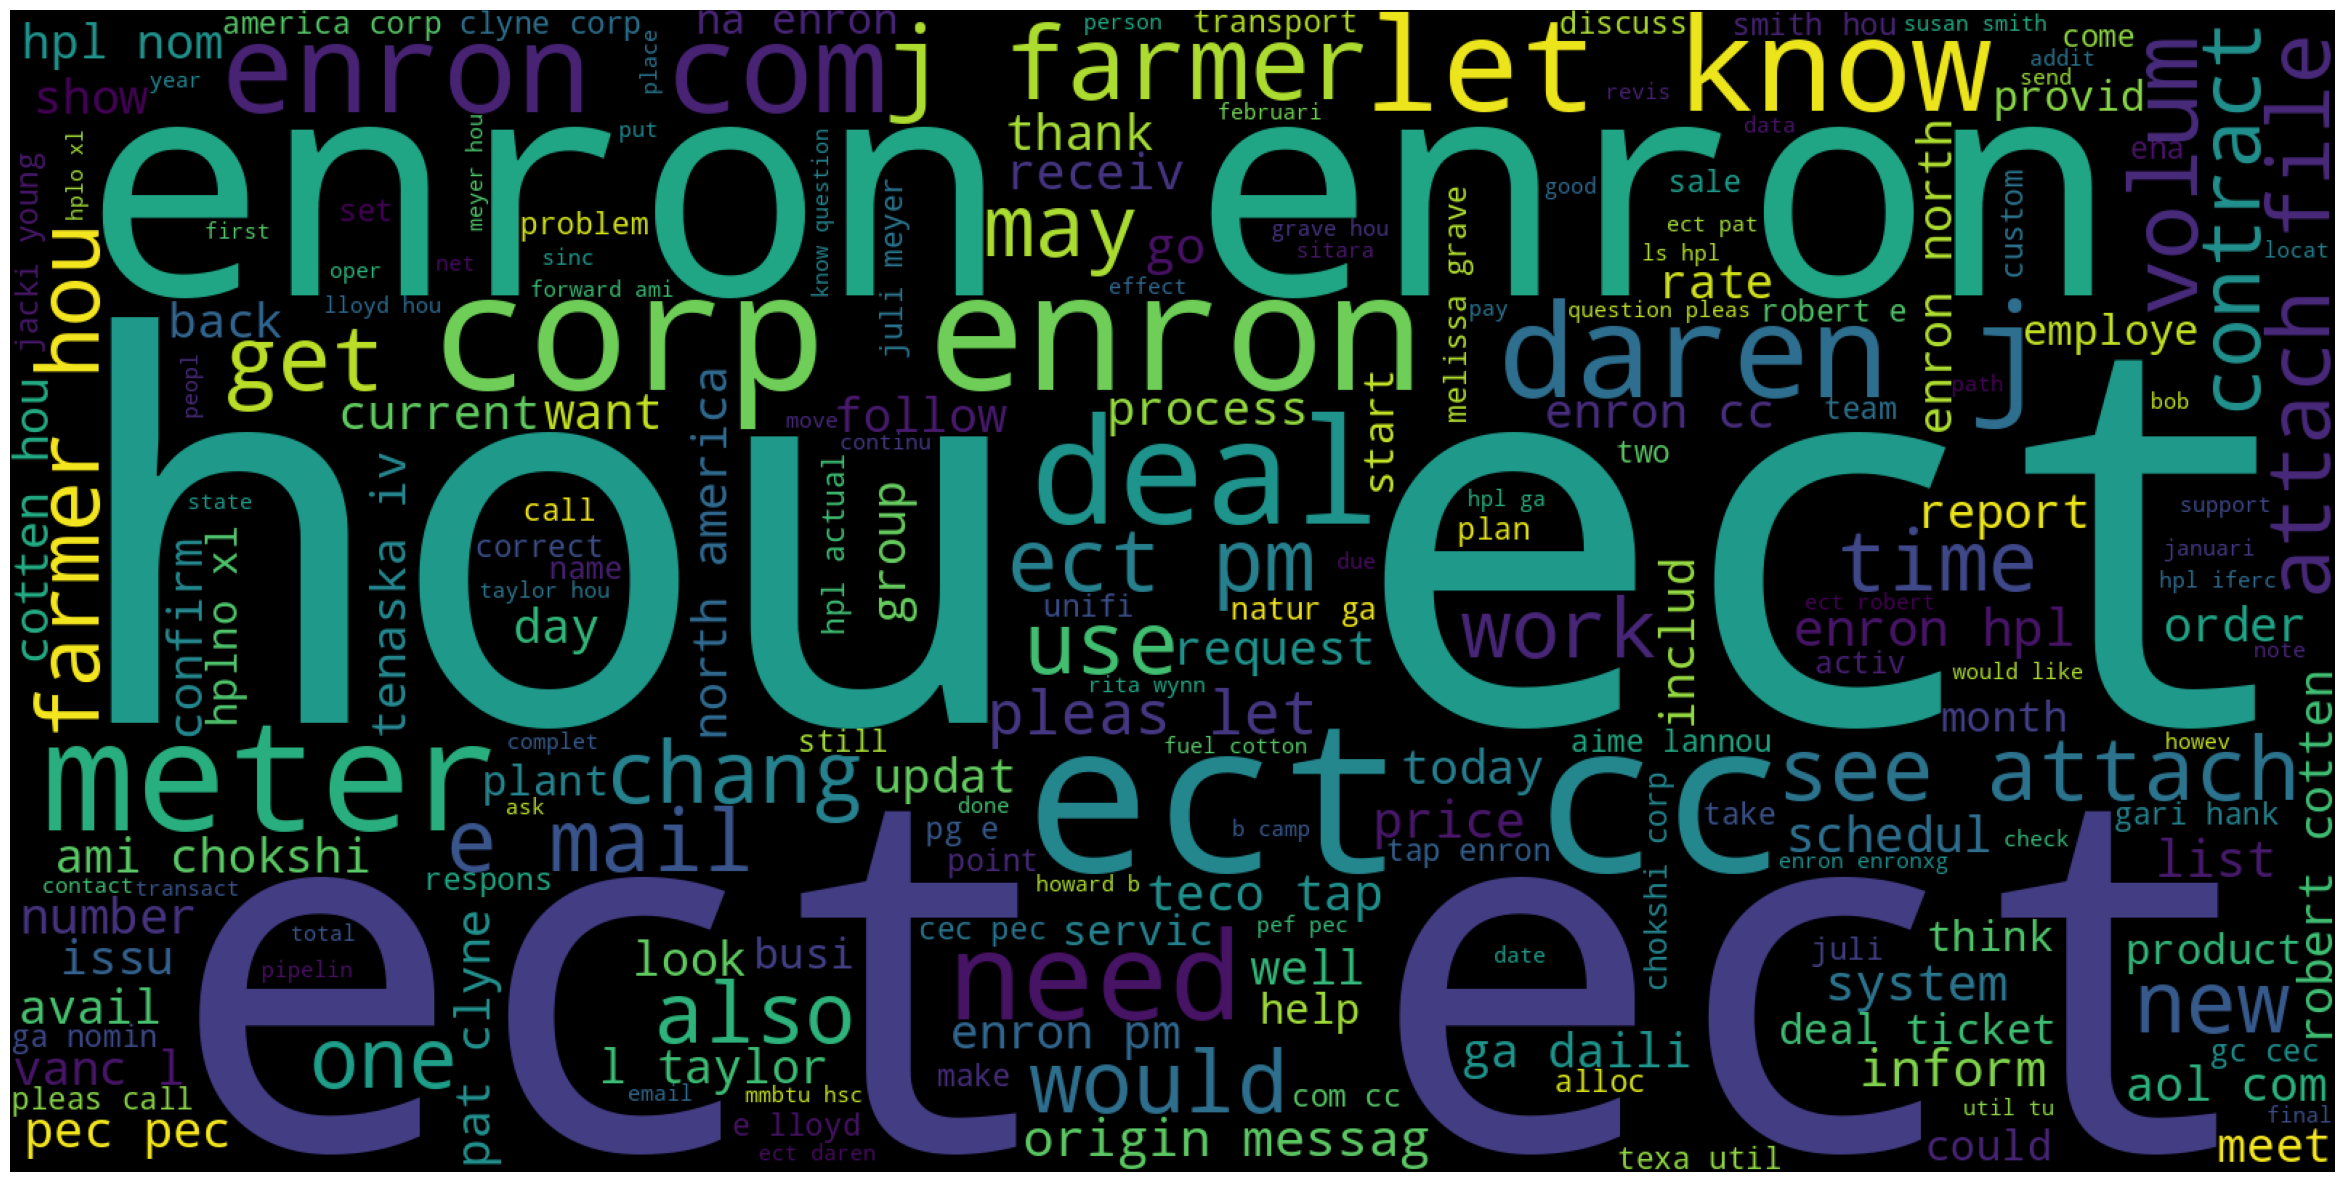 hpl nom
america corp
clyne corp
na enron
person
transport
discuss
smith hou
susan smith
come
show
year
enron com
place
j farmer
let know
revis
addit
send
provid
volum
contract
attach file
hplo xl
jacki young
meyer hou
put
know question
februari
thank
receiv
data
ena
enron enron
first
set
problem
juli meyer
may
go
good
grave hou
sitara
melissa grave
sale
ect pat
ls hpl
rate
enron north
custom
locat
oper
net
sinc
forward ami
effect
lloyd hou
back
get
corp enron
pay
question pleas
robert e
daren j
employe
farmer hou
cotten hou
peopl
current
want
north america
move
follow
continu
process
start
enron cc
team
path
bob
hou ect
deal
two
tenaska iv
state
call
correct
name
taylor hou
day
confirm
hplno xl
hpl actual
group
ect pm
due
hpl ga
plan
report
time
support
januari
hpl iferc
unifi
natur ga
work
includ
ect robert
enron hpl
activ
order
note
use
request
rita wynn
pleas let
would like
month
robert cotten
meter
complet
plant
ask
chang
still
updat
fuel cotton
done
ect cc
today
aime lannou
see attach
howev
e mail
pg e
point
b camp
price
tap enron
chokshi corp
take
schedul
enron enronxg
gari hank
check
list
ami chokshi
contact
transact
respons
howard b
teco tap
number
ect ect
total
pipelin
issu
pat clyne
look
busi
cec pec
servic
pef pec
need
well
date
juli
think
system
product
avail
also
help
new
ga nomin
vanc l
one
l taylor
enron pm
make
would
ga daili
deal ticket
gc cec
alloc
inform
aol com
pleas call
email
mmbtu hsc
com cc
util tu
final
pec pec
e lloyd
ect daren
origin messag
texa util
could
meet